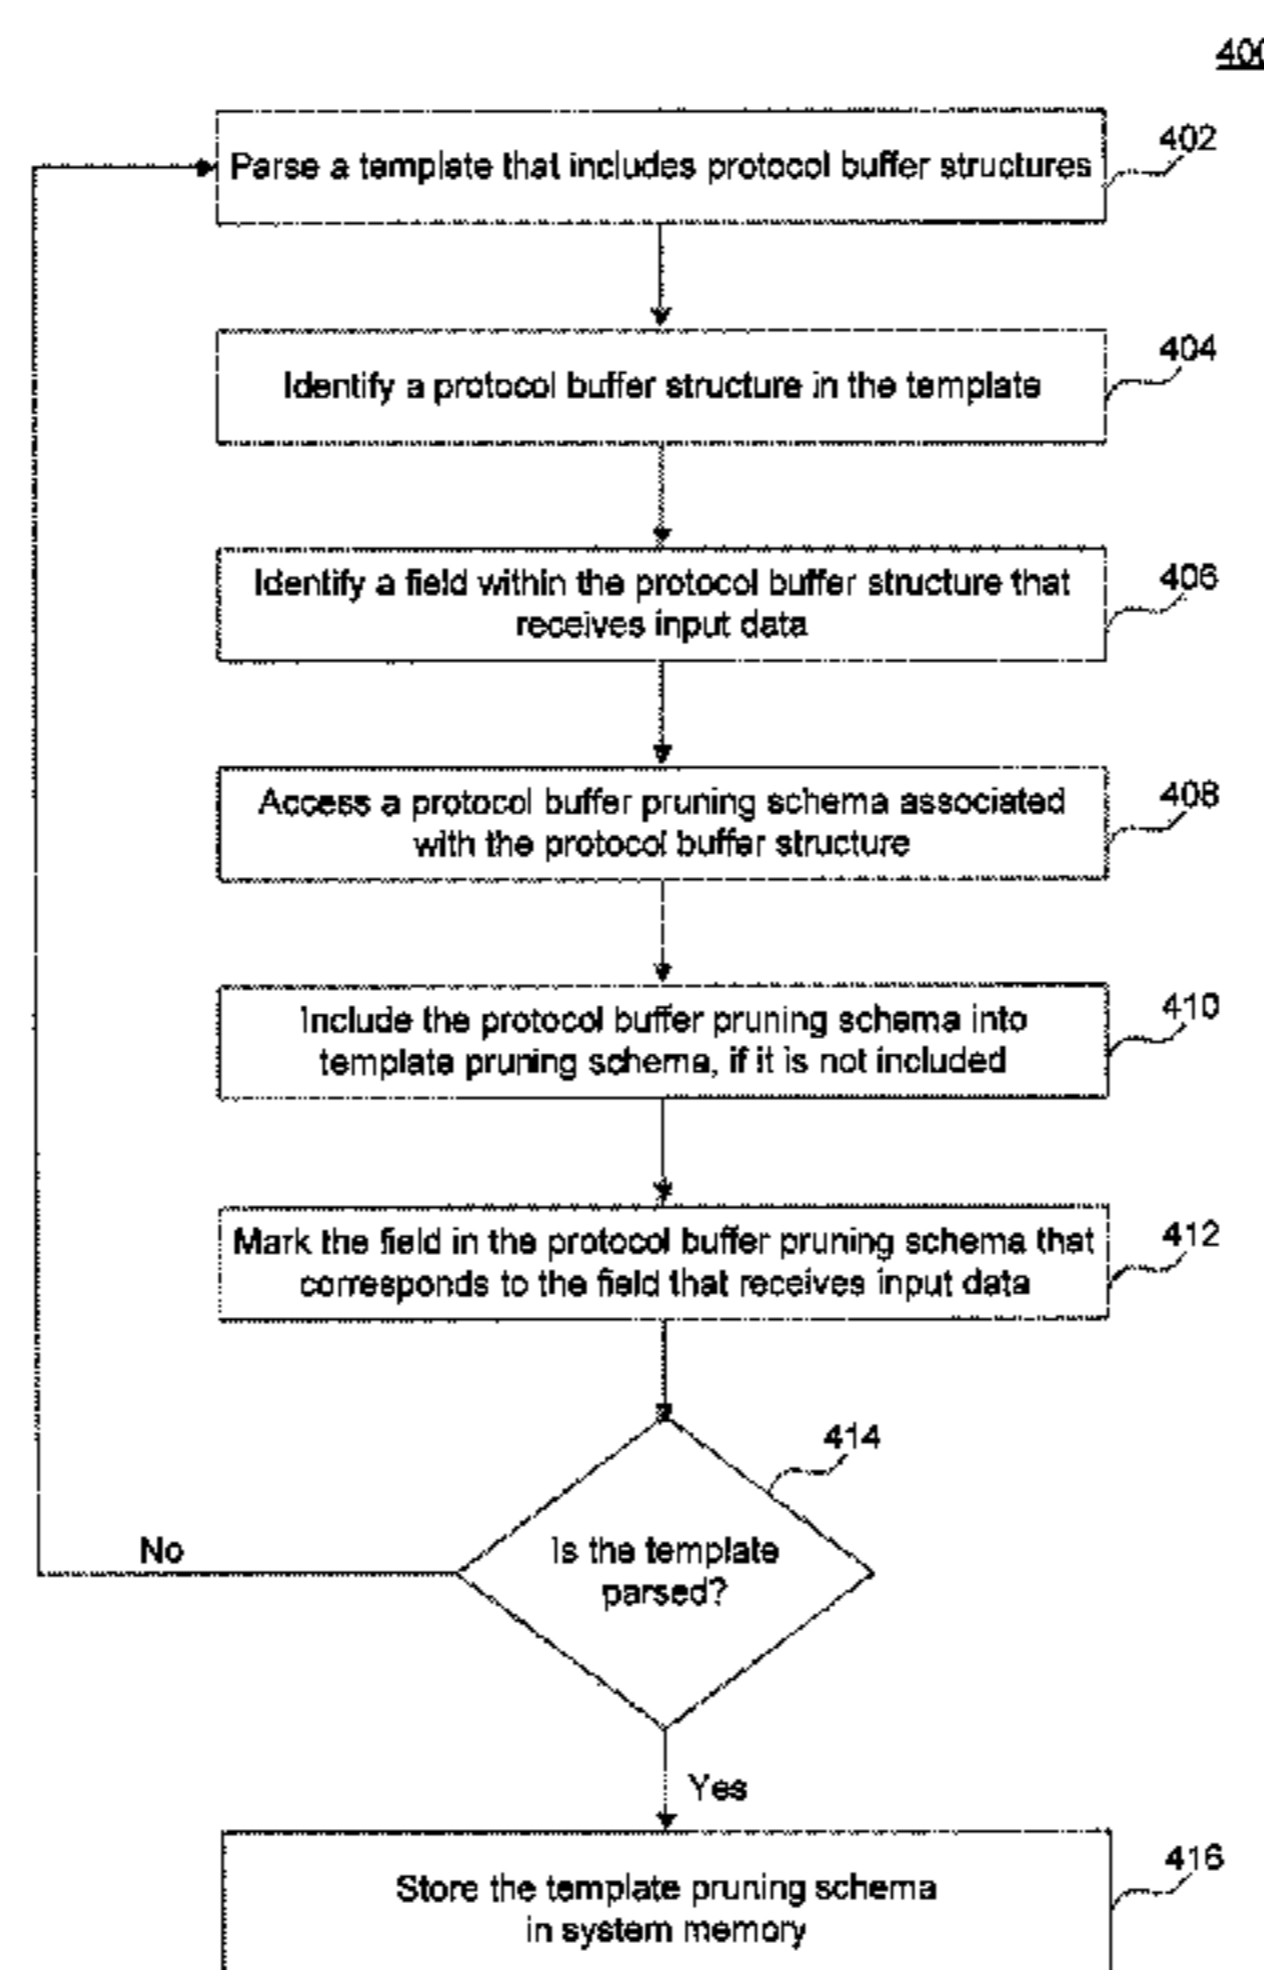 400
402
Parse a template that includes protocol buffer structures
404
Identify a protocol buffer structure in the template
406
Identify a field within the protocol buffer structure that
receives input data
408
Access a protocol buffer pruning schema associated
with the protocol buffer structure
410
Include the protocol buffer pruning schema into
template pruning schema, if it is not included
412
Mark the field in the protocol buffer pruning schema that
corresponds to the field that receives input data
414
Is the template
parsed?
No
Yes
416
Store the template pruning schema
in system memory